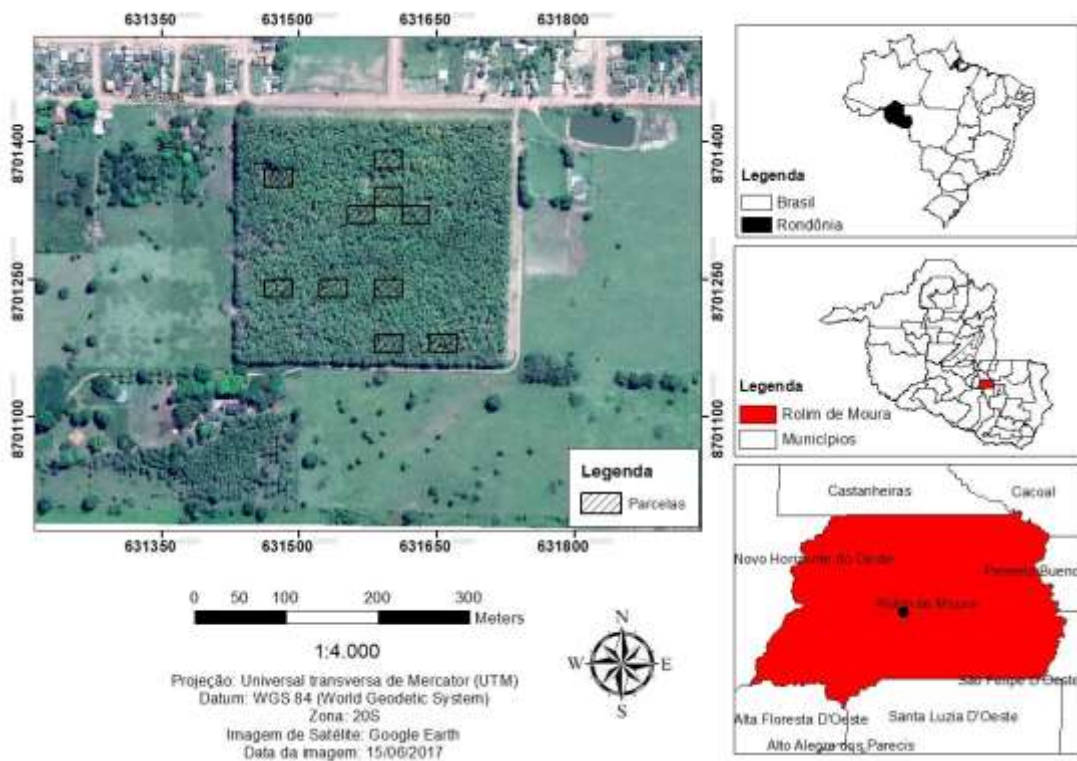 631350 631500 631650 631800
8701400
8701250
8701100
8701400
8701250
8701100
Legenda
Parcelas
631350 631500 631650 631800
0 50 100 200 300
Meters
1:4.000
Projeção: Universal transversa de Mercator (UTM)
Datum: WGS 84 (World Geodetic System)
Zona: 20S
Imagem de Satélite: Google Earth
Data da imagem: 15/06/2017
N
W E
S
Legenda
Brasil
Rondônia
Legenda
Rolim de Moura
Municípios
Castanheiras
Cacoal
Novo Horizonte do Oeste
Pimenta Bueno
Rolim de Moura
São Felipe D'Oeste
Alta Floresta D'Oeste
Santa Luzia D'Oeste
Alto Alegre dos Parecis